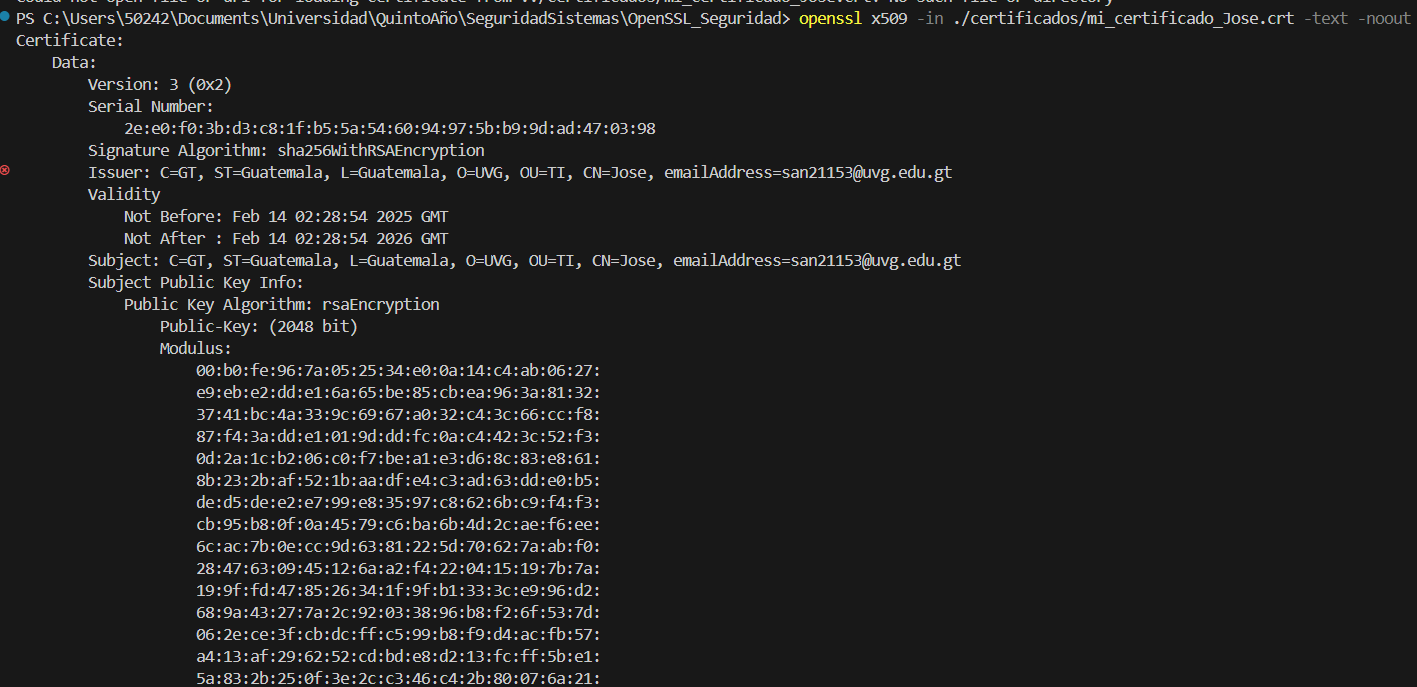 PS C:\Users\50242\Documents\Universidad\QuintoAño\SeguridadSistemas\OpenSSL_Seguridad> openssl x509 -in ./certificados/mi_certificado_Jose.crt -text -noout
Certificate:
    Data:
        Version: 3 (0x2)
        Serial Number:
            2e:e0:f0:3b:d3:c8:1f:b5:5a:54:60:94:97:5b:b9:9d:ad:47:03:98
        Signature Algorithm: sha256WithRSAEncryption
        Issuer: C=GT, ST=Guatemala, L=Guatemala, O=UVG, OU=TI, CN=Jose, emailAddress=san21153@uvg.edu.gt
        Validity
            Not Before: Feb 14 02:28:54 2025 GMT
            Not After : Feb 14 02:28:54 2026 GMT
        Subject: C=GT, ST=Guatemala, L=Guatemala, O=UVG, OU=TI, CN=Jose, emailAddress=san21153@uvg.edu.gt
        Subject Public Key Info:
            Public Key Algorithm: rsaEncryption
                Public-Key: (2048 bit)
                Modulus:
                    00:b0:fe:96:7a:05:25:34:e0:0a:14:c4:ab:06:27:
                    e9:eb:e2:dd:e1:6a:65:be:85:cb:ea:96:3a:81:32:
                    37:41:bc:4a:33:9c:69:67:a0:32:c4:3c:66:cc:f8:
                    87:f4:3a:dd:e1:01:9d:dd:fc:0a:c4:42:3c:52:f3:
                    0d:2a:1c:b2:06:c0:f7:be:a1:e3:d6:8c:83:e8:61:
                    8b:23:2b:af:52:1b:aa:df:e4:c3:ad:63:dd:e0:b5:
                    de:d5:de:e2:e7:99:e8:35:97:c8:62:6b:c9:f4:f3:
                    cb:95:b8:0f:0a:45:79:c6:ba:6b:4d:2c:ae:f6:ee:
                    6c:ac:7b:0e:cc:9d:63:81:22:5d:70:62:7a:ab:f0:
                    28:47:63:09:45:12:6a:a2:f4:22:04:15:19:7b:7a:
                    19:9f:fd:47:85:26:34:1f:9f:b1:33:3c:e9:96:d2:
                    68:9a:43:27:7a:2c:92:03:38:96:b8:f2:6f:53:7d:
                    06:2e:ce:3f:cb:dc:ff:c5:99:b8:f9:d4:ac:fb:57:
                    a4:13:af:29:62:52:cd:bd:e8:d2:13:fc:ff:5b:e1:
                    5a:83:2b:25:0f:3e:2c:c3:46:c4:2b:80:07:6a:21: